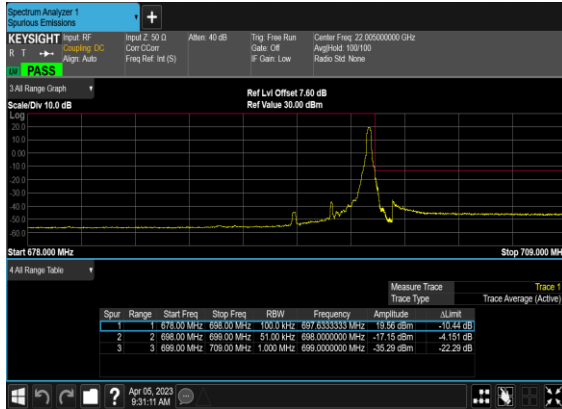 Spectrum Analyzer 1
Spurious Emissions
KEYSIGHT Input: RF Input Z: 50 Ω Atten: 40 dB Trig: Free Run Center Freq: 22.005000000 GHz
R T Coupling: DC Corr CCorr Gate: Off Avg|Hold: 100/100
Align: Auto Freq Ref: Int (S) IF Gain: Low Radio Std: None
PASS
3 All Range Graph
Ref Lvl Offset 7.60 dB
Scale/Div 10.0 dB Ref Value 30.00 dBm
Log
20.0
10.0
0.00
-10.0
-20.0
-30.0
-40.0
-50.0
-60.0
Start 678.000 MHz Stop 709.000 MH
4 All Range Table
Measure Trace Trace 1
Trace Type Trace Average (Active)
Spur Range Start Freq Stop Freq RBW Frequency Amplitude ΔLimit
1 1 678.00 MHz 698.00 MHz 100.0 kHz 697.6333333 MHz 19.56 dBm -10.44 dB
2 2 698.00 MHz 699.00 MHz 51.00 kHz 698.0000000 MHz -17.15 dBm -4.151 dB
3 3 699.00 MHz 709.00 MHz 1.000 MHz 699.0000000 MHz -35.29 dBm -22.29 dB
Apr 05, 2023
9:31:11 AM